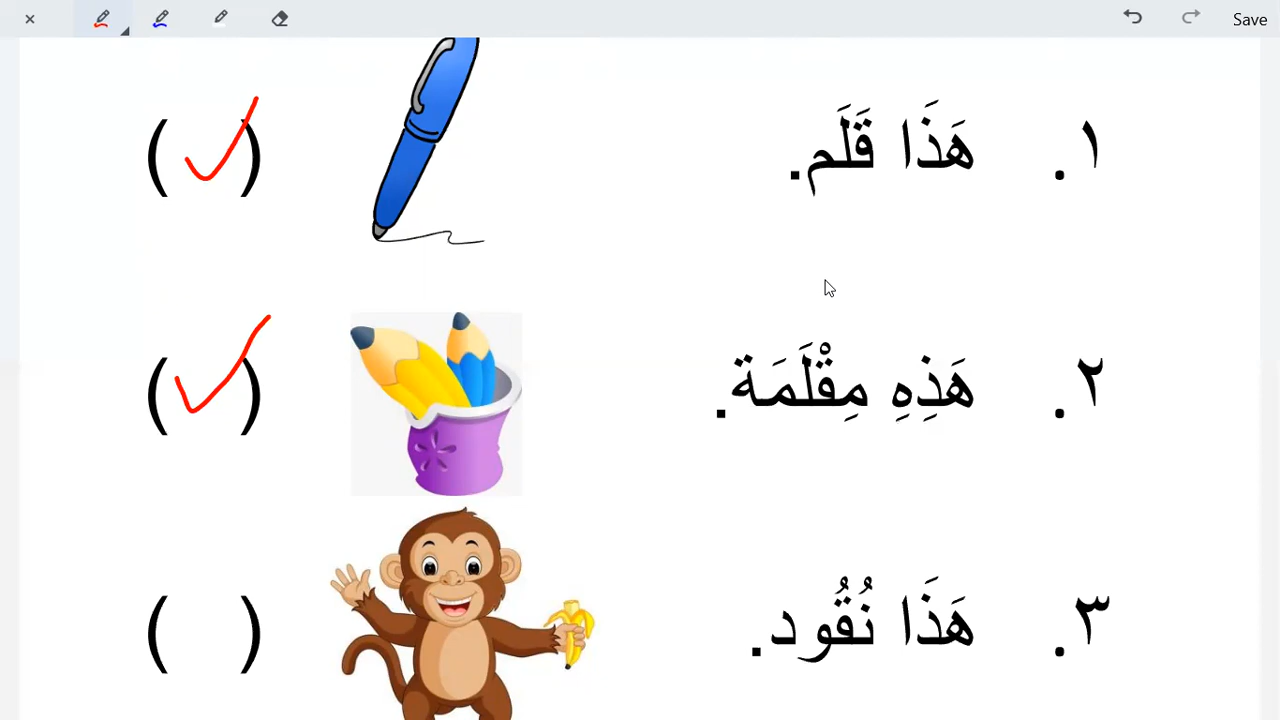 Save
١. هَذَا قَلَم. ( ✓ )
٢. هَذِهِ مِقْلَمَة. ( ✓ )
٣. هَذَا نُقُود. ( )